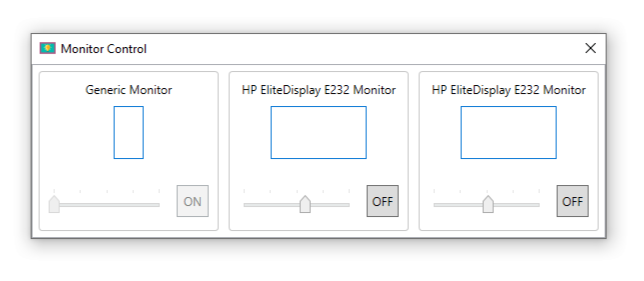 Monitor Control
Generic Monitor
ON
HP EliteDisplay E232 Monitor
OFF
HP EliteDisplay E232 Monitor
OFF